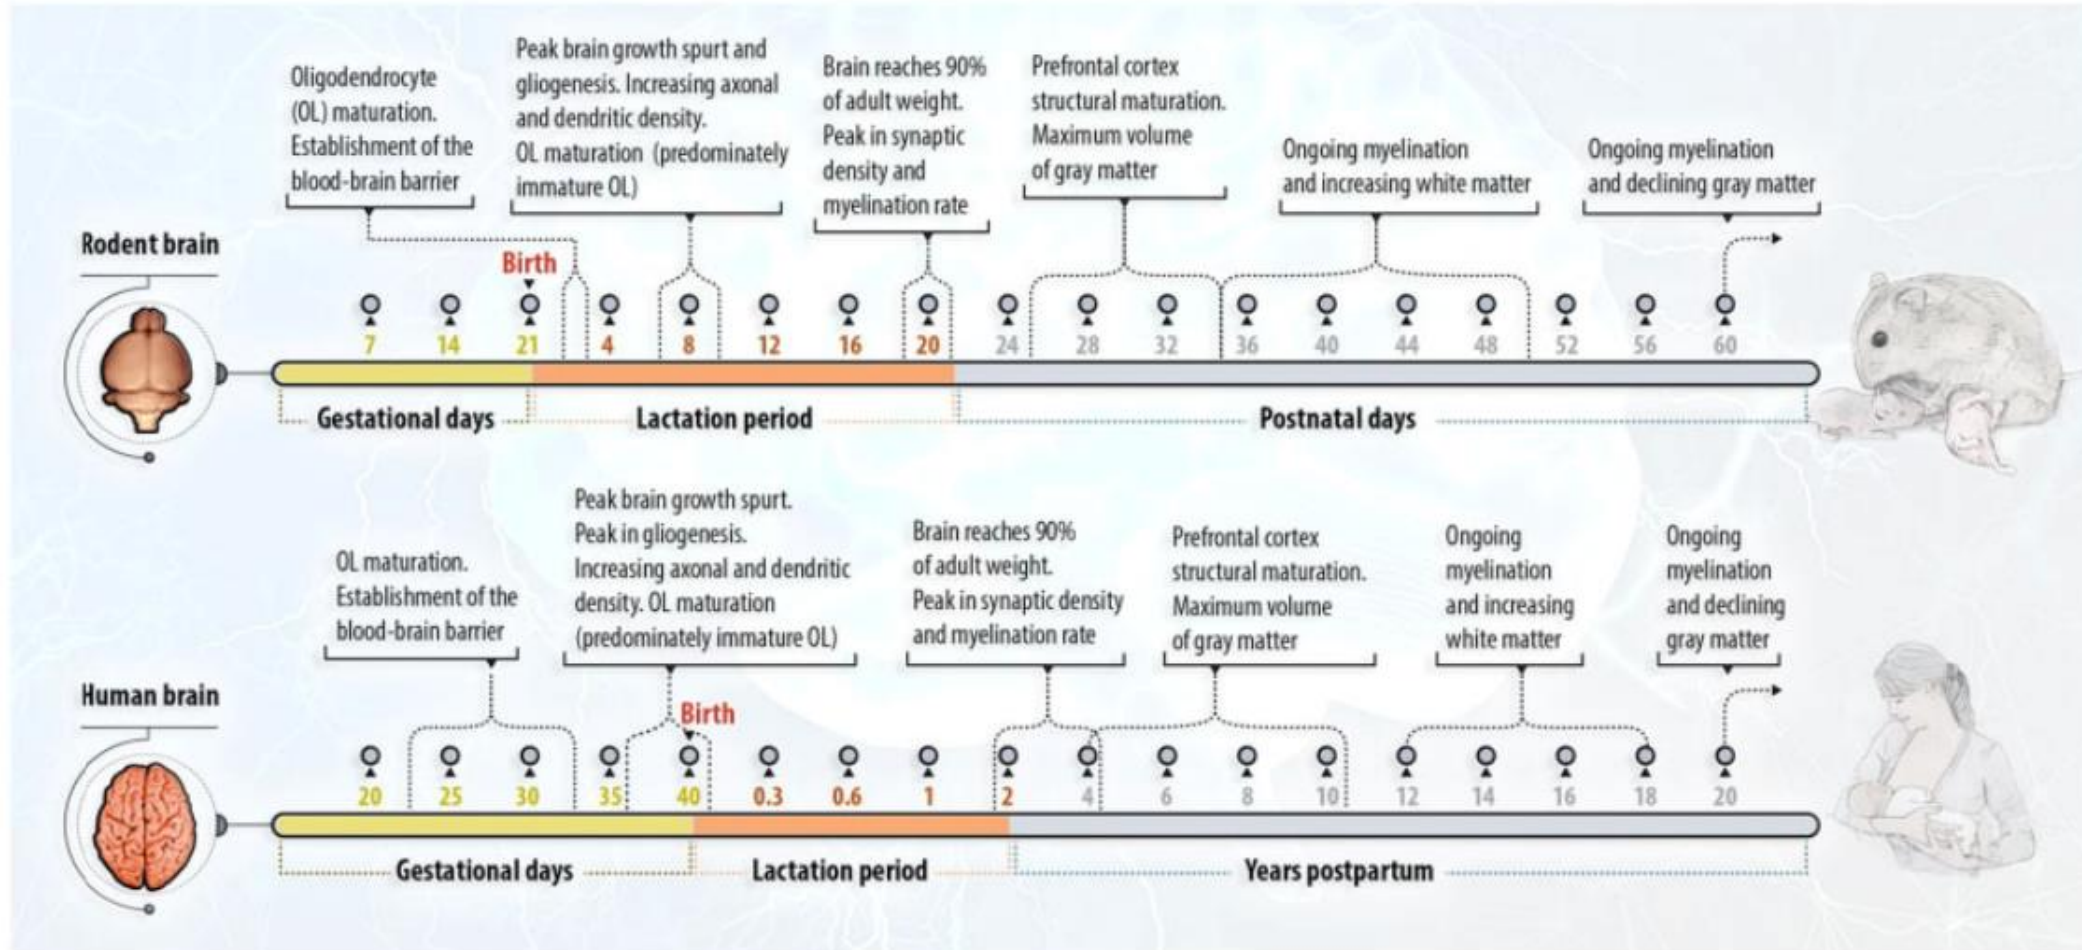 Oligodendrocyte
(OL) maturation.
Establishment of the
blood-brain barrier
Peak brain growth spurt and
gliogenesis. Increasing axonal
and dendritic density.
OL maturation (predominately
immature OL)
Brain reaches 90%
of adult weight.
Peak in synaptic
density and
myelination rate
Prefrontal cortex
structural maturation.
Maximum volume
of gray matter
Ongoing myelination
and increasing white matter
Ongoing myelination
and declining gray matter
Rodent brain
Birth
7 14 21 4 8 12 16 20 24 28 32 36 40 44 48 52 56 60
Gestational days Lactation period Postnatal days
OL maturation.
Establishment of the
blood-brain barrier
Peak brain growth spurt.
Peak in gliogenesis.
Increasing axonal and dendritic
density. OL maturation
(predominately immature OL)
Brain reaches 90%
of adult weight.
Peak in synaptic density
and myelination rate
Prefrontal cortex
structural maturation.
Maximum volume
of gray matter
Ongoing
myelination
and increasing
white matter
Ongoing
myelination
and declining
gray matter
Human brain
Birth
20 25 30 35 40 0.3 0.6 1 2 4 6 8 10 12 14 16 18 20
Gestational days Lactation period Years postpartum